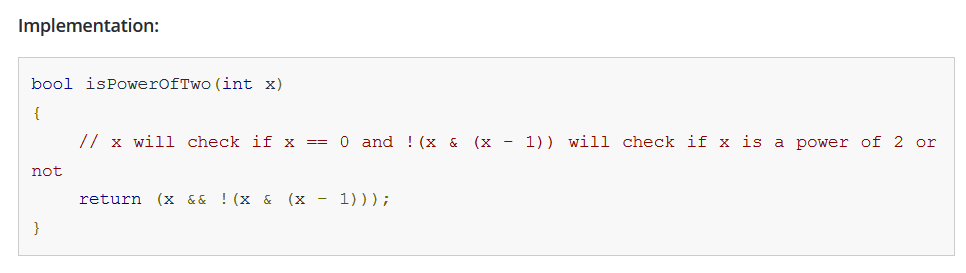 Implementation:
bool isPowerOfTwo(int x)
{
// x will check if x == 0 and !(x & (x - 1)) will check if x is a power of 2 or
not
return (x && !(x & (x - 1)));
}